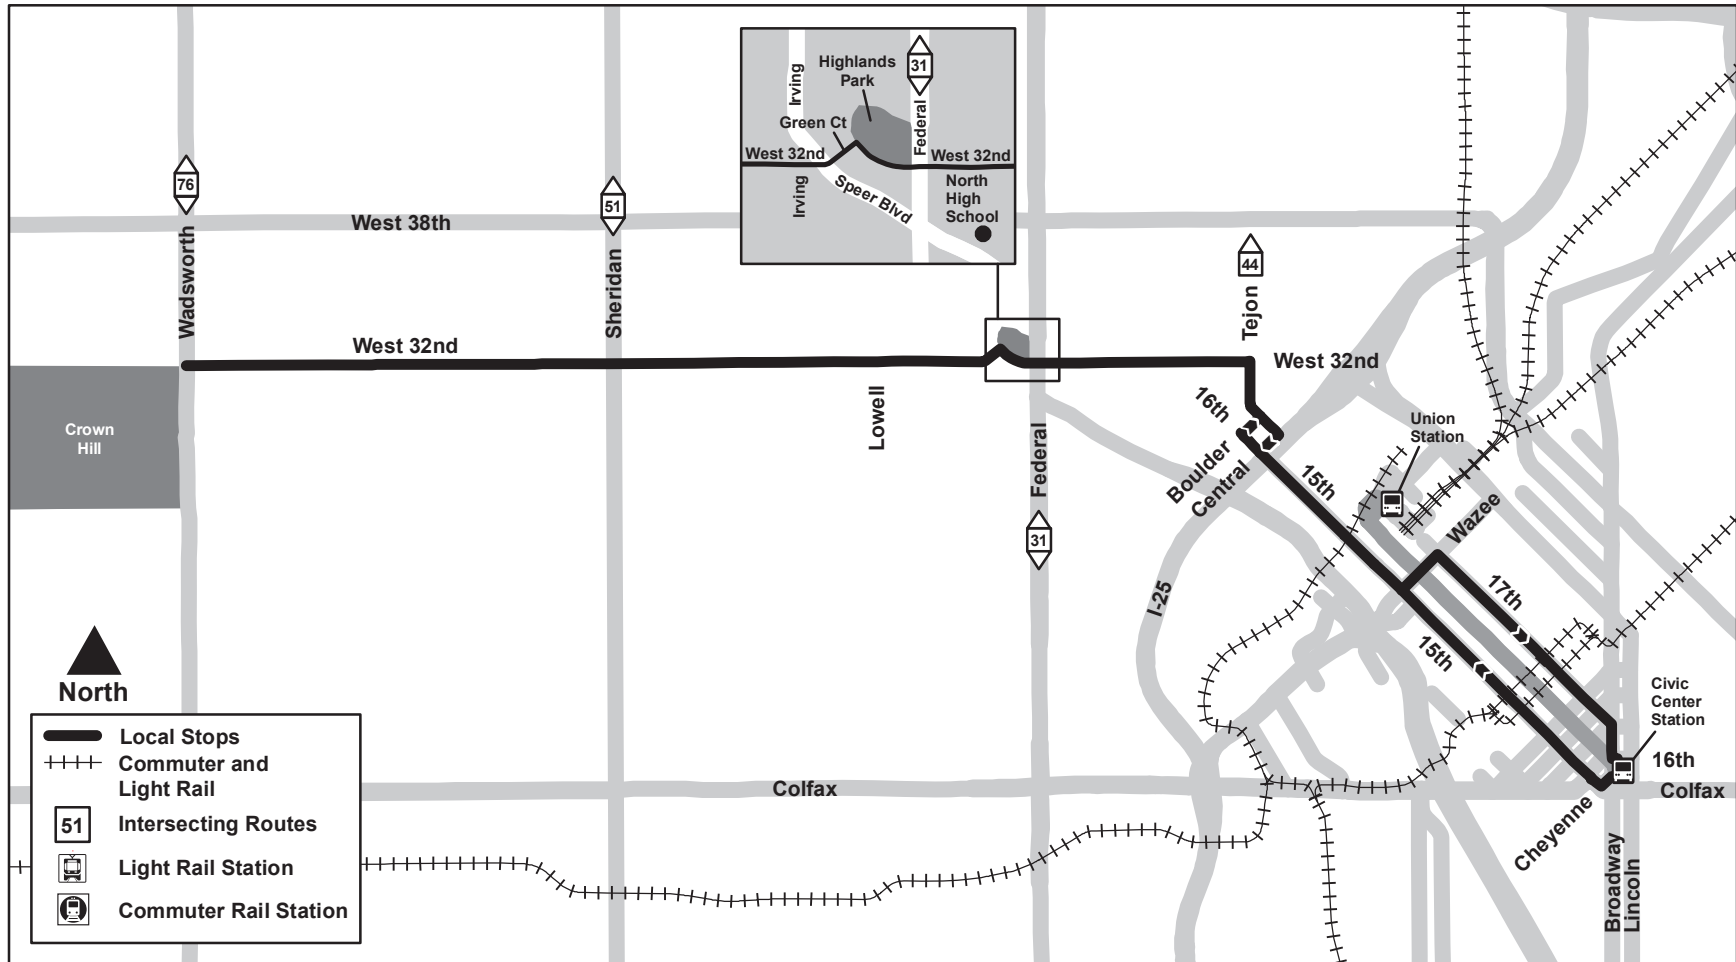 Highlands
Park
31
Irving
Federal
Green Ct
West 32nd
West 32nd
Irving
Speer Blvd
North
High
School
76
51
West 38th
44
Wadsworth
Sheridan
Tejon
West 32nd
West 32nd
Crown
Hill
Lowell
Federal
16th
Boulder
Central
15th
Union
Station
Wazee
31
I-25
17th
15th
North
Civic
Center
Station
16th
Colfax
Colfax
Cheyenne
Broadway
Lincoln
Local Stops
Commuter and
Light Rail
51
Intersecting Routes
Light Rail Station
Commuter Rail Station